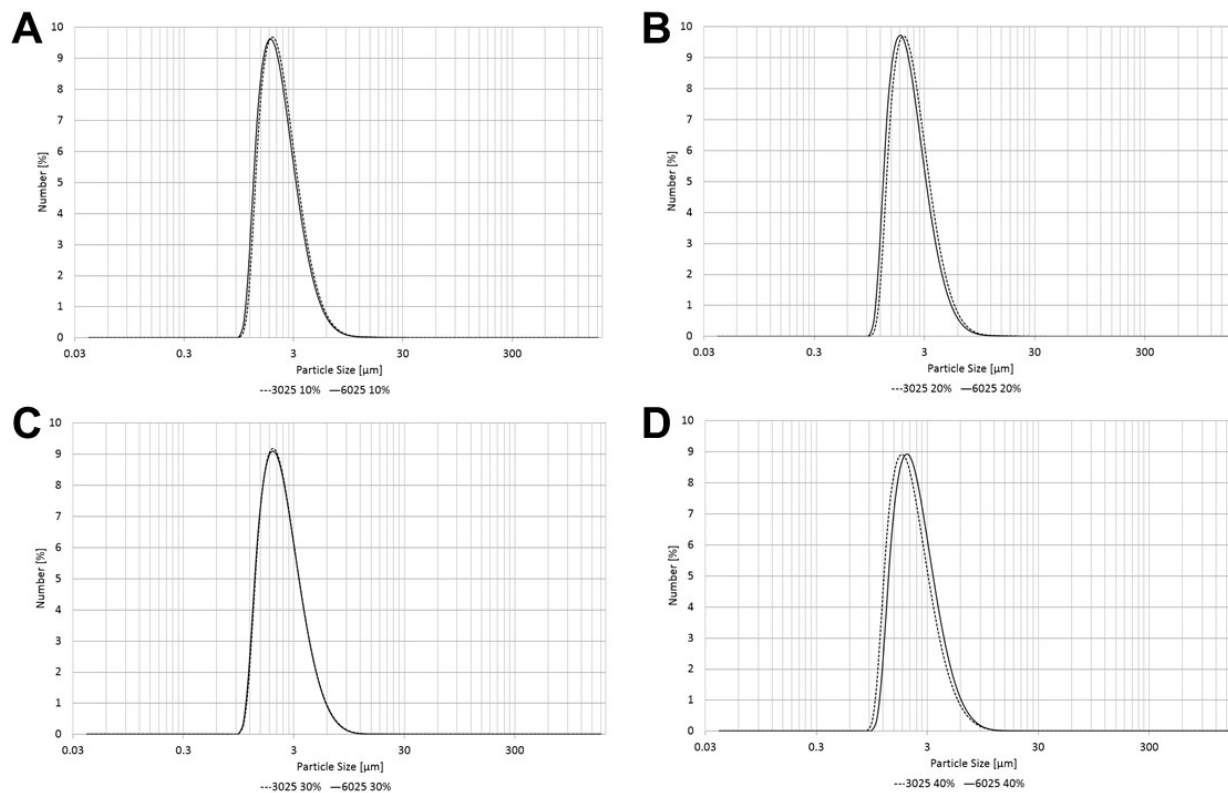 A
10
9
8
7
6
5
4
3
2
1
0
Number [%]
0.03 0.3 3 30 300
Particle Size [µm]
---3025 10% —6025 10%
B
10
9
8
7
6
5
4
3
2
1
0
Number [%]
0.03 0.3 3 30 300
Particle Size [µm]
---3025 20% —6025 20%
C
10
9
8
7
6
5
4
3
2
1
0
Number [%]
0.03 0.3 3 30 300
Particle Size [µm]
---3025 30% —6025 30%
D
10
9
8
7
6
5
4
3
2
1
0
Number [%]
0.03 0.3 3 30 300
Particle Size [µm]
---3025 40% —6025 40%